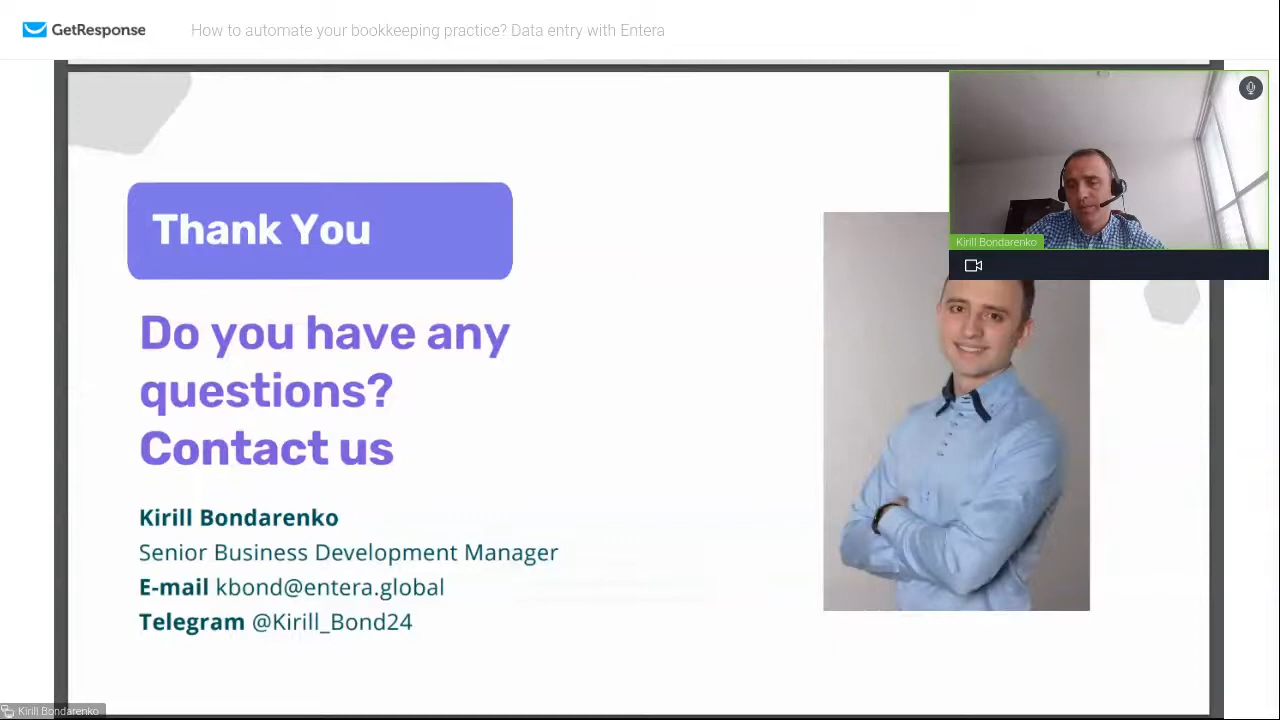 GetResponse
How to automate your bookkeeping practice? Data entry with Entera
Kirill Bondarenko
Thank You
Do you have any
questions?
Contact us
Kirill Bondarenko
Senior Business Development Manager
E-mail kbond@entera.global
Telegram @Kirill_Bond24
Kirill Bondarenko